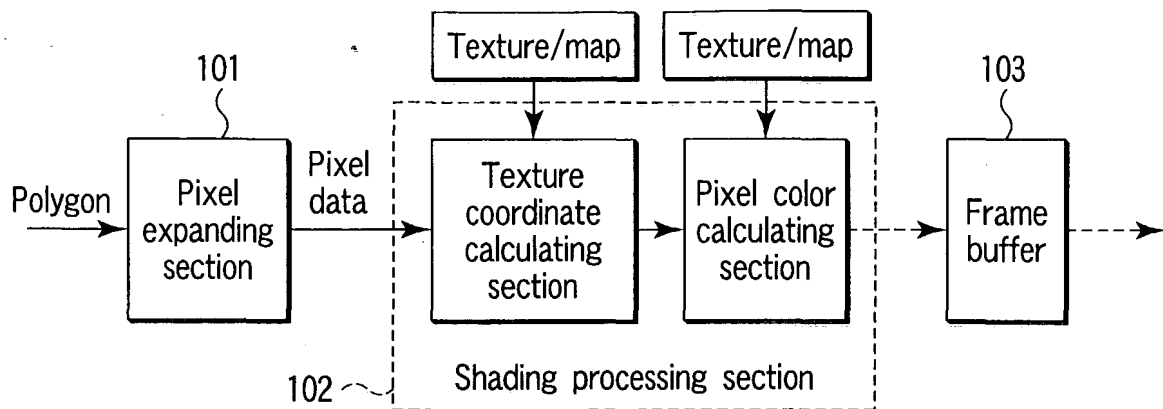 Texture/map
Texture/map
101
103
Polygon
Pixel
expanding
section
Pixel
data
Texture
coordinate
calculating
section
Pixel color
calculating
section
Frame
buffer
102
Shading processing section